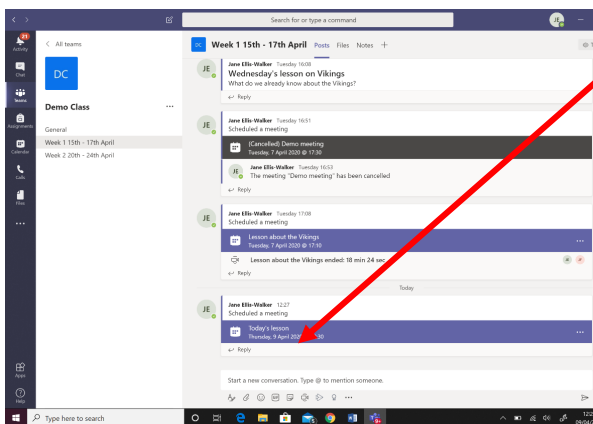 Search for or type a command
JE
21
Activity
Chat
Teams
Assignments
Calendar
Calls
Files
Apps
Help
All teams
DC
Demo Class
General
Week 1 15th - 17th April
Week 2 20th - 24th April
DC Week 1 15th - 17th April Posts Files Notes
JE
Jane Ellis-Walker Tuesday 16:08
Wednesday's lesson on Vikings
What do we already know about the Vikings?
Reply
JE
Jane Ellis-Walker Tuesday 16:51
Scheduled a meeting
(Cancelled) Demo meeting
Tuesday, 7 April 2020 @ 17:30
JE
Jane Ellis-Walker Tuesday 16:53
The meeting "Demo meeting" has been cancelled
Reply
JE
Jane Ellis-Walker Tuesday 17:08
Scheduled a meeting
Lesson about the Vikings
Tuesday, 7 April 2020 @ 17:10
Lesson about the Vikings ended: 18 min 24 sec
Reply
Today
JE
Jane Ellis-Walker 12:27
Scheduled a meeting
Today's lesson
Thursday, 9 April 2020
Reply
Start a new conversation. Type @ to mention someone.
GIF
Type here to search